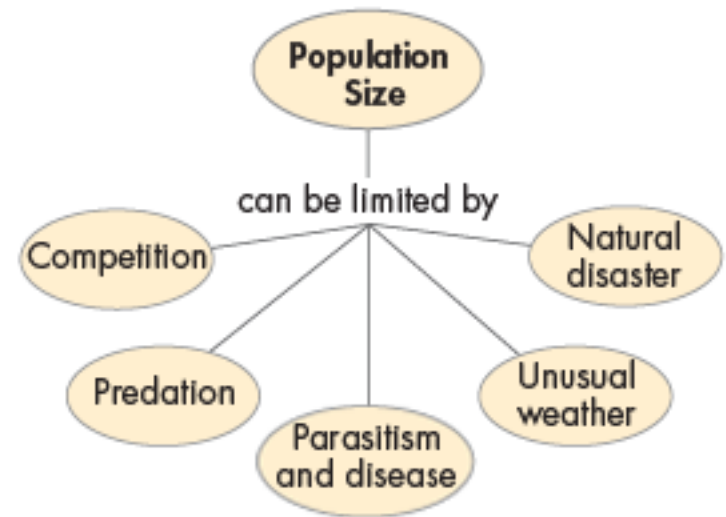 Population
Size
can be limited by
Competition
Natural
disaster
Predation
Unusual
weather
Parasitism
and disease